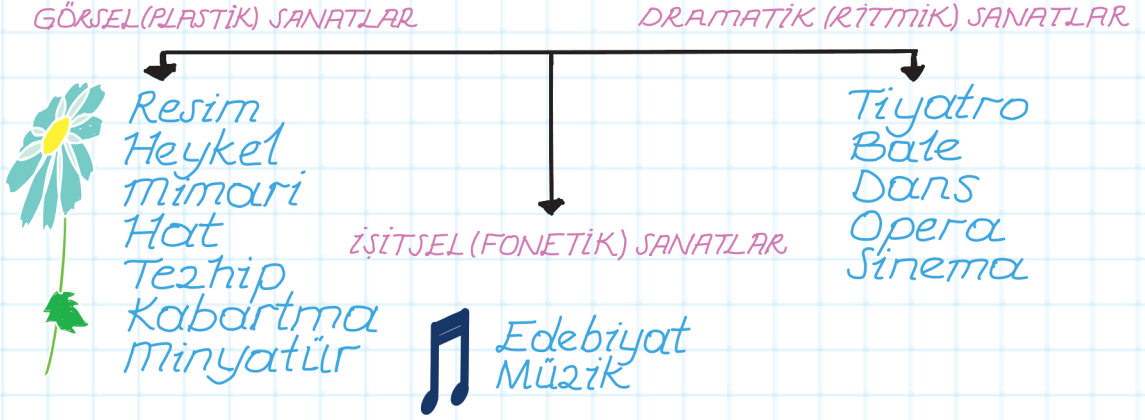 GÖRSEL(PLASTİK) SANATLAR
Resim
Heykel
Mimari
Hat
Tezhip
Kabartma
Minyatür
İŞİTSEL(FONETİK) SANATLAR
Edebiyat
Müzik
DRAMATİK (RİTMİK) SANATLAR
Tiyatro
Bale
Dans
Opera
Sinema